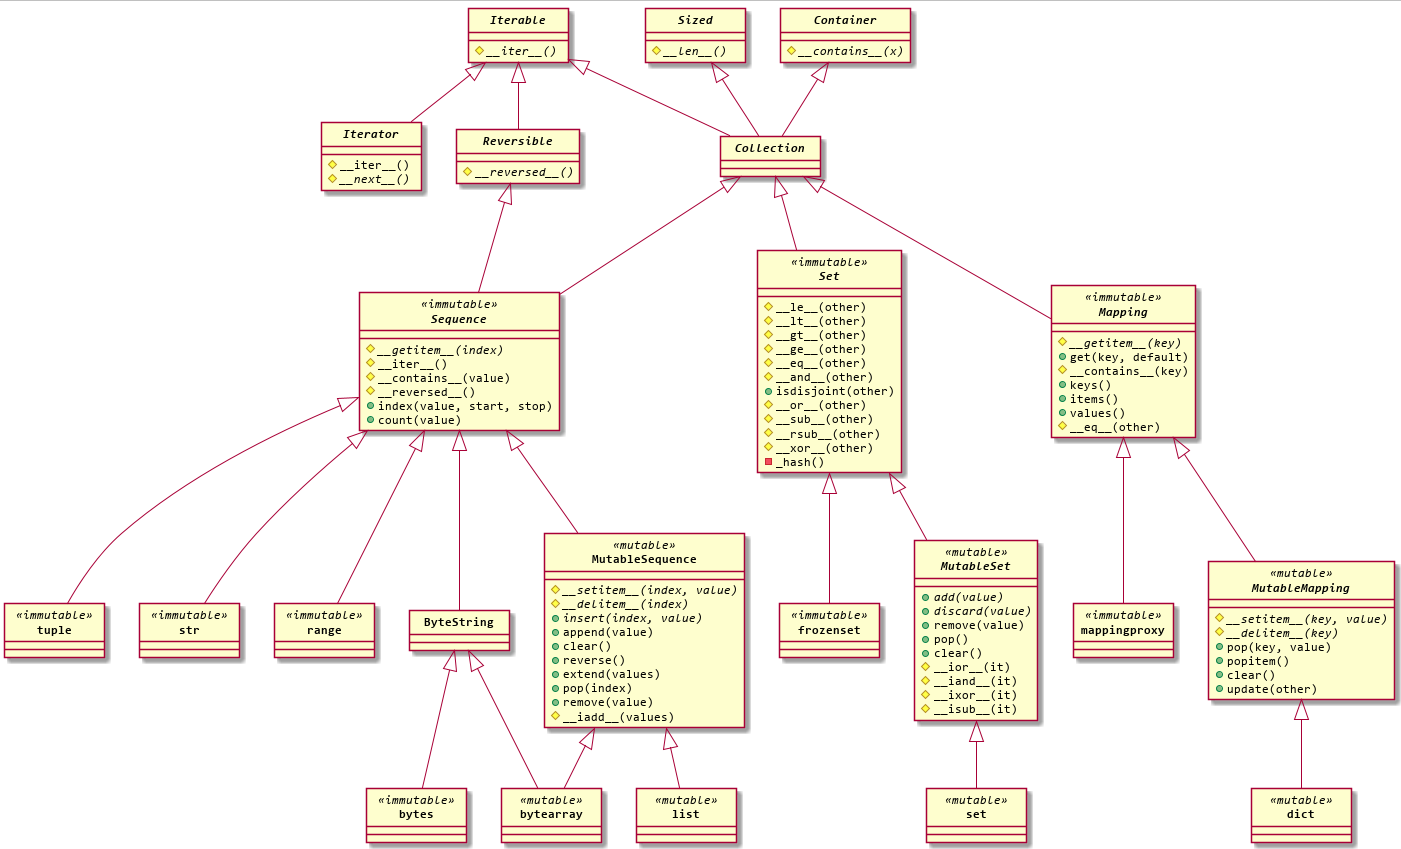 Iterable
__iter__()
Sized
__len__()
Container
__contains__(x)
Iterator
__iter__()
__next__()
Reversible
__reversed__()
Collection
«immutable»
Sequence
__getitem__(index)
__iter__()
__contains__(value)
__reversed__()
index(value, start, stop)
count(value)
«immutable»
Set
__le__(other)
__lt__(other)
__gt__(other)
__ge__(other)
__eq__(other)
__and__(other)
isdisjoint(other)
__or__(other)
__sub__(other)
__rsub__(other)
__xor__(other)
_hash()
«immutable»
Mapping
__getitem__(key)
get(key, default)
__contains__(key)
keys()
items()
values()
__eq__(other)
«immutable»
tuple
«immutable»
str
«immutable»
range
ByteString
«mutable»
MutableSequence
__setitem__(index, value)
__delitem__(index)
insert(index, value)
append(value)
clear()
reverse()
extend(values)
pop(index)
remove(value)
__iadd__(values)
«immutable»
frozenset
«mutable»
MutableSet
add(value)
discard(value)
remove(value)
pop()
clear()
__ior__(it)
__iand__(it)
__ixor__(it)
__isub__(it)
«immutable»
mappingproxy
«mutable»
MutableMapping
__setitem__(key, value)
__delitem__(key)
pop(key, value)
popitem()
clear()
update(other)
«immutable»
bytes
«mutable»
bytearray
«mutable»
list
«mutable»
set
«mutable»
dict